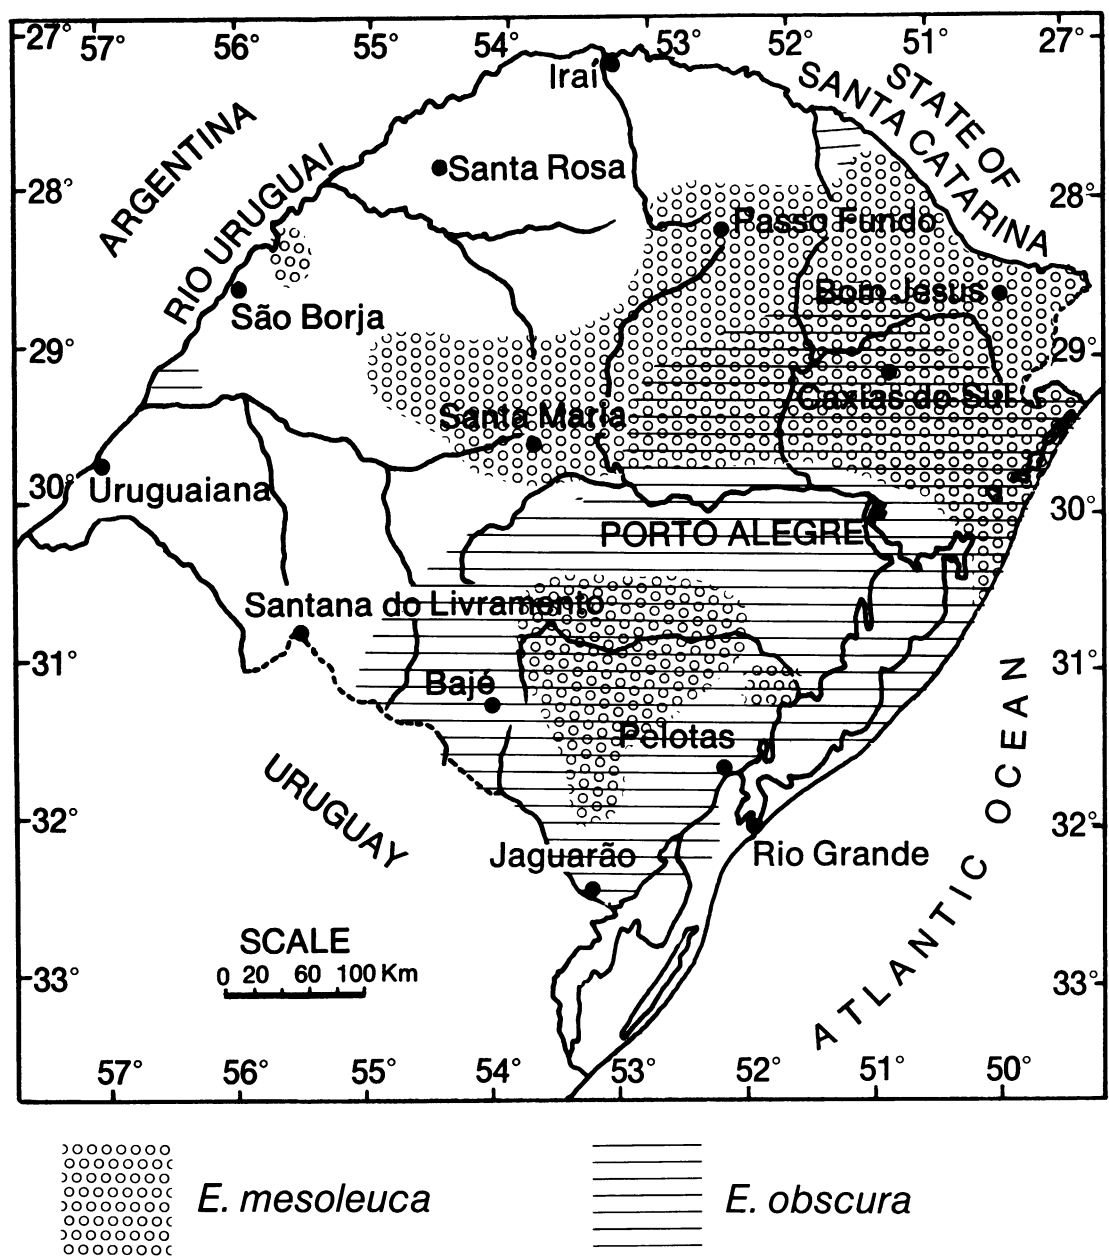 27°
57°
56°
55°
54°
53°
52°
51°
27°
Iraí
STATE OF
SANTA CATARINA
ARGENTINA
Santa Rosa
28°
28°
RIO URUGUAI
Passo Fundo
Bom Jesus
São Borja
29°
29°
Caxias do Sul
Santa Maria
30°
Uruguaiana
30°
PORTO ALEGRE
Santana do Livramento
31°
31°
Bajé
Pelotas
URUGUAY
32°
32°
Jaguarão
Rio Grande
ATLANTIC OCEAN
SCALE
0 20 60 100 Km
33°
33°
57°
56°
55°
54°
53°
52°
51°
50°
E. mesoleuca
E. obscura